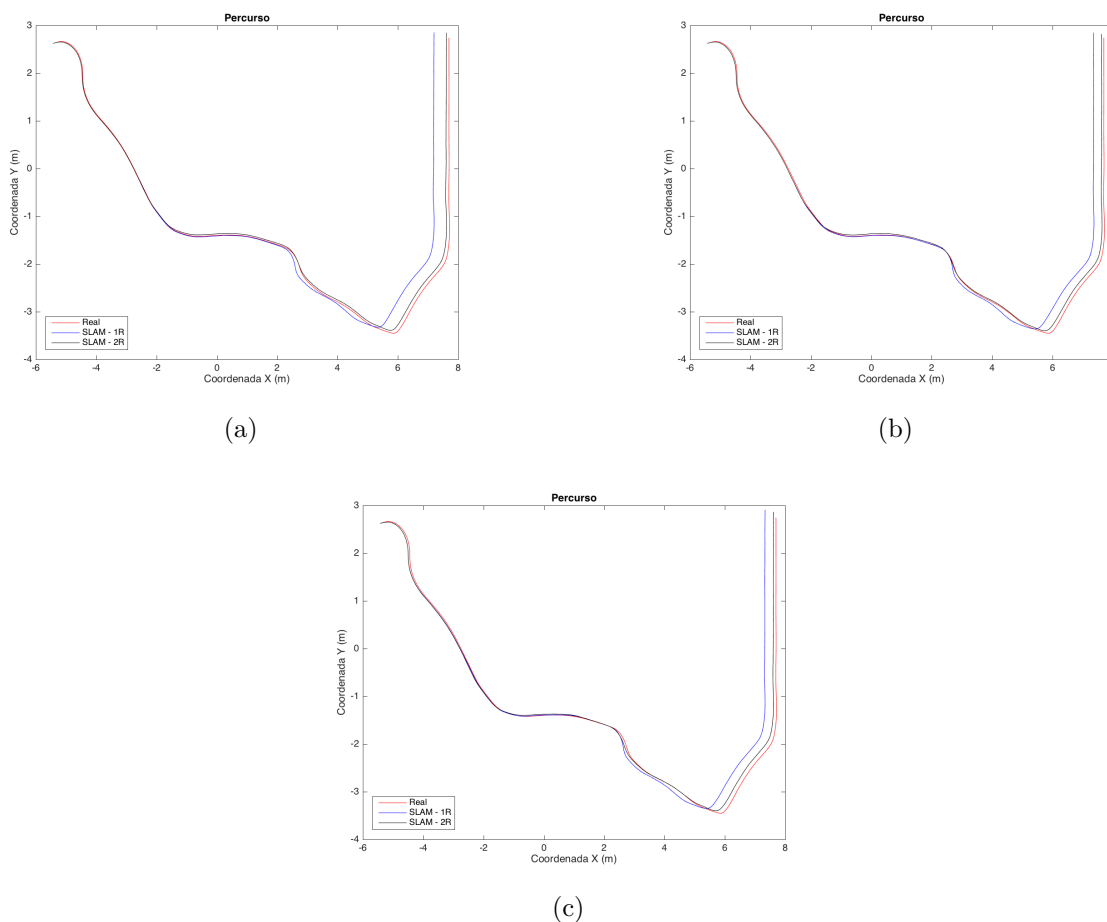 Percurso
3
2
1
0
-1
-2
-3
-4
Coordenada Y (m)
Real
SLAM - 1R
SLAM - 2R
-6 -4 -2 0 2 4 6 8
Coordenada X (m)
(a)
Percurso
3
2
1
0
-1
-2
-3
-4
Coordenada Y (m)
Real
SLAM - 1R
SLAM - 2R
-6 -4 -2 0 2 4 6
Coordenada X (m)
(b)
Percurso
3
2
1
0
-1
-2
-3
-4
Coordenada Y (m)
Real
SLAM - 1R
SLAM - 2R
-6 -4 -2 0 2 4 6 8
Coordenada X (m)
(c)